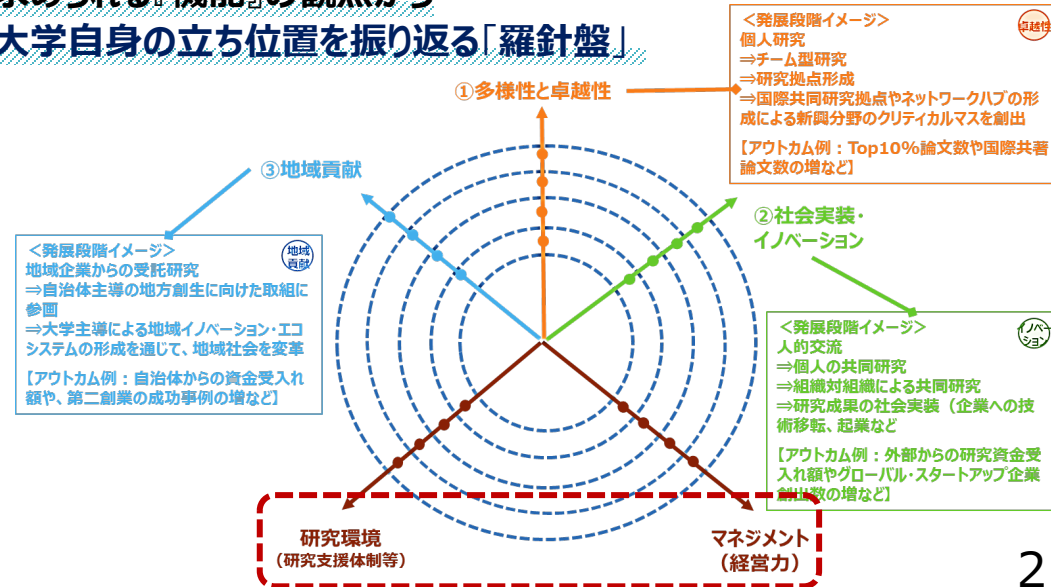 求められる『機能』の観点から
大学自身の立ち位置を振り返る「羅針盤」
①多様性と卓越性
<発展段階イメージ>
卓越性
個人研究
⇒チーム型研究
⇒研究拠点形成
⇒国際共同研究拠点やネットワークハブの形
成による新興分野のクリティカルマスを創出
【アウトカム例：Top10%論文数や国際共著
論文数の増など】
③地域貢献
②社会実装・
イノベーション
<発展段階イメージ>
地域
貢献
地域企業からの受託研究
⇒自治体主導の地方創生に向けた取組に
参画
⇒大学主導による地域イノベーション・エコ
システムの形成を通じて、地域社会を変革
【アウトカム例：自治体からの資金受入れ
額や、第二創業の成功事例の増など】
<発展段階イメージ>
イノベー
ション
人的交流
⇒個人の共同研究
⇒組織対組織による共同研究
⇒研究成果の社会実装（企業への技
術移転、起業など
【アウトカム例：外部からの研究資金受
入れ額やグローバル・スタートアップ企業
創出数の増など】
研究環境
(研究支援体制等)
マネジメント
（経営力）
2